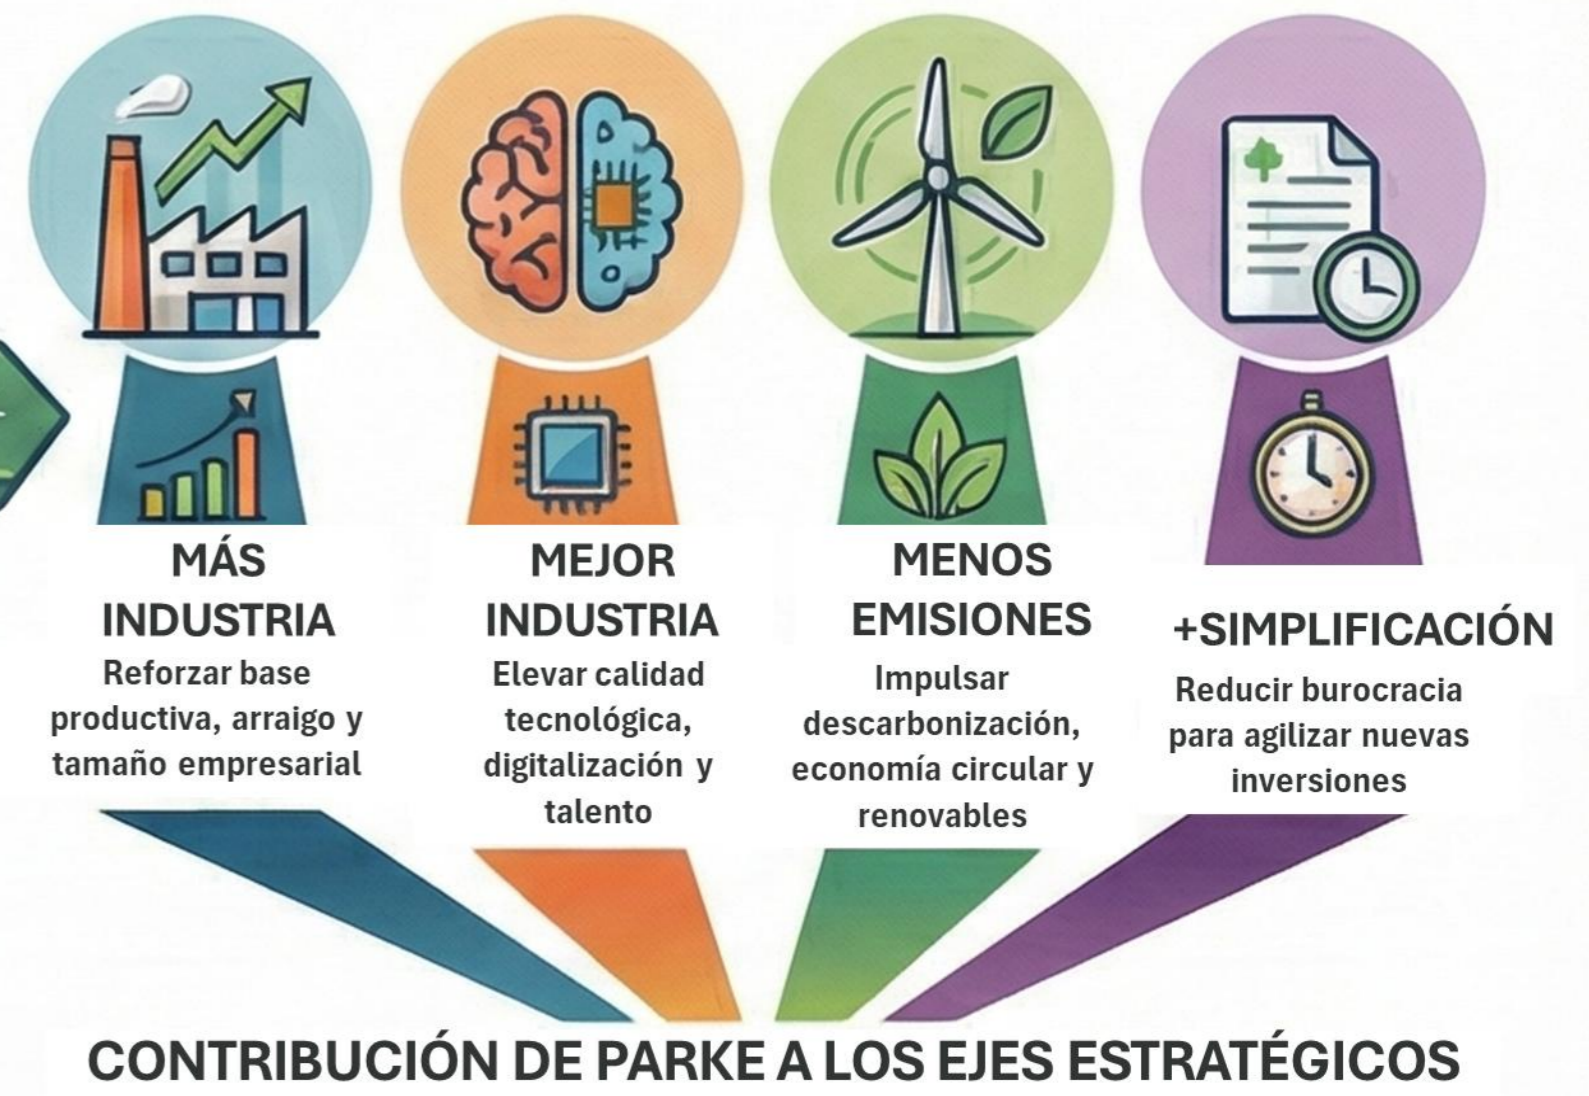 MÁS
INDUSTRIA
Reforzar base
productiva, arraigo y
tamaño empresarial
MEJOR
INDUSTRIA
Elevar calidad
tecnológica,
digitalización y
talento
MENOS
EMISIONES
Impulsar
descarbonización,
economía circular y
renovables
+SIMPLIFICACIÓN
Reducir burocracia
para agilizar nuevas
inversiones
CONTRIBUCIÓN DE PARKE A LOS EJES ESTRATÉGICOS